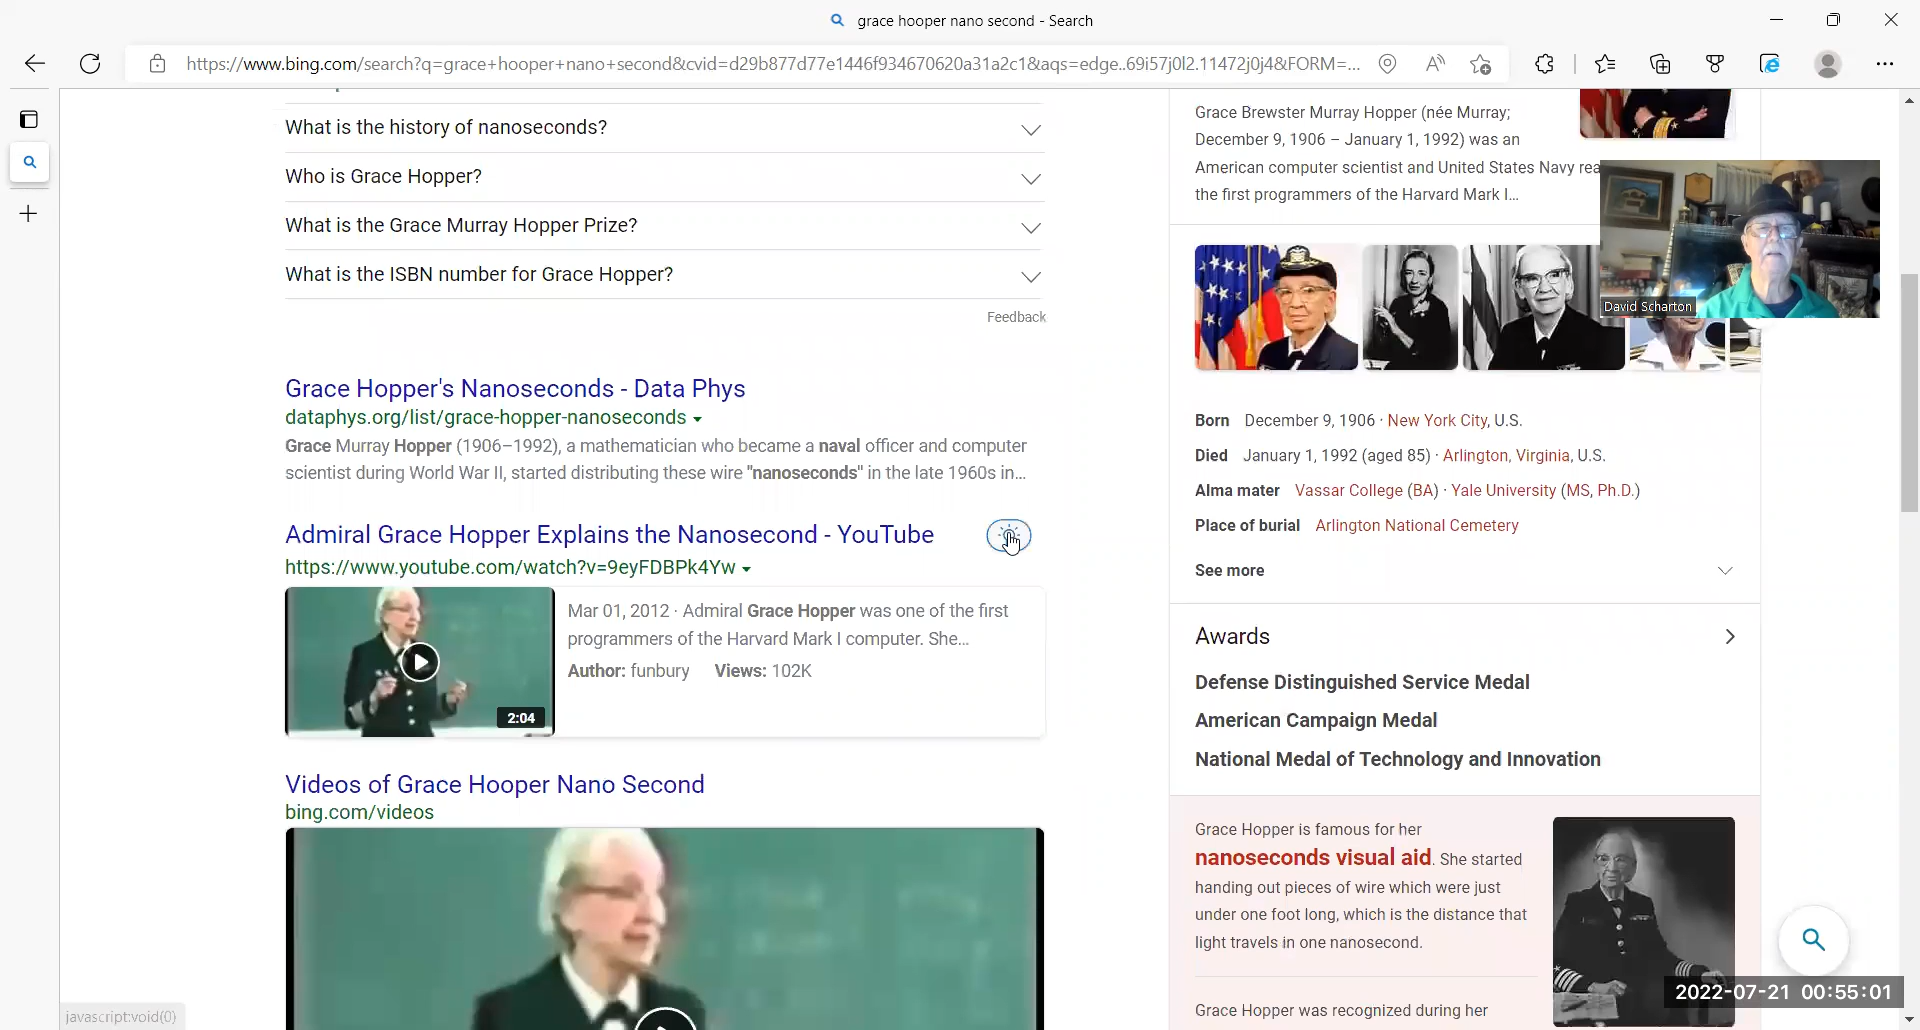 grace hooper nano second - Search
https://www.bing.com/search?q=grace+hooper+nano+second&cvid=d29b877d77e1446f934670620a31a2c1&aqs=edge..69i57j0l2.11472j0j4&FORM=...
What is the history of nanoseconds?
Who is Grace Hopper?
What is the Grace Murray Hopper Prize?
What is the ISBN number for Grace Hopper?
Feedback
Grace Hopper's Nanoseconds - Data Phys
dataphys.org/list/grace-hopper-nanoseconds
Grace Murray Hopper (1906–1992), a mathematician who became a naval officer and computer
scientist during World War II, started distributing these wire "nanoseconds" in the late 1960s in...
Admiral Grace Hopper Explains the Nanosecond - YouTube
https://www.youtube.com/watch?v=9eyFDBPk4Yw
2:04
Mar 01, 2012 · Admiral Grace Hopper was one of the first
programmers of the Harvard Mark I computer. She...
Author: funbury Views: 102K
Videos of Grace Hooper Nano Second
bing.com/videos
javascript:void(0)
Grace Brewster Murray Hopper (née Murray;
December 9, 1906 – January 1, 1992) was an
American computer scientist and United States Navy
the first programmers of the Harvard Mark I...
David Scharton
Born December 9, 1906 · New York City, U.S.
Died January 1, 1992 (aged 85) · Arlington, Virginia, U.S.
Alma mater Vassar College (BA) · Yale University (MS, Ph.D.)
Place of burial Arlington National Cemetery
See more
Awards
Defense Distinguished Service Medal
American Campaign Medal
National Medal of Technology and Innovation
Grace Hopper is famous for her
nanoseconds visual aid. She started
handing out pieces of wire which were just
under one foot long, which is the distance that
light travels in one nanosecond.
Grace Hopper was recognized during her
2022-07-21 00:55:01